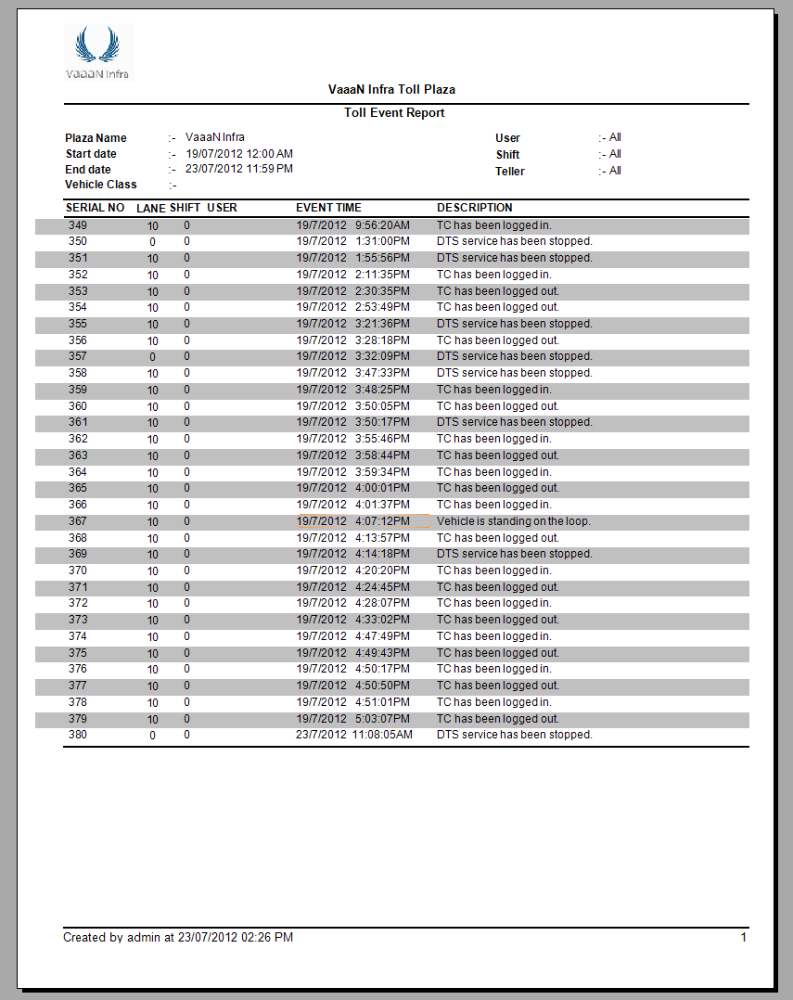 VaaaN Infra
VaaaN Infra Toll Plaza
Toll Event Report
Plaza Name :- VaaaN Infra User :- All
Start date :- 19/07/2012 12:00 AM Shift :- All
End date :- 23/07/2012 11:59 PM Teller :- All
Vehicle Class :-
SERIAL NO LANE SHIFT USER EVENT TIME DESCRIPTION
349 10 0 19/7/2012 9:56:20AM TC has been logged in.
350 0 0 19/7/2012 1:31:00PM DTS service has been stopped.
351 10 0 19/7/2012 1:55:56PM DTS service has been stopped.
352 10 0 19/7/2012 2:11:35PM TC has been logged in.
353 10 0 19/7/2012 2:30:35PM TC has been logged out.
354 10 0 19/7/2012 2:53:49PM TC has been logged out.
355 10 0 19/7/2012 3:21:36PM DTS service has been stopped.
356 10 0 19/7/2012 3:28:18PM TC has been logged out.
357 0 0 19/7/2012 3:32:09PM DTS service has been stopped.
358 10 0 19/7/2012 3:47:33PM DTS service has been stopped.
359 10 0 19/7/2012 3:48:25PM TC has been logged in.
360 10 0 19/7/2012 3:50:05PM TC has been logged out.
361 10 0 19/7/2012 3:50:17PM DTS service has been stopped.
362 10 0 19/7/2012 3:55:46PM TC has been logged in.
363 10 0 19/7/2012 3:58:44PM TC has been logged out.
364 10 0 19/7/2012 3:59:34PM TC has been logged in.
365 10 0 19/7/2012 4:00:01PM TC has been logged out.
366 10 0 19/7/2012 4:01:37PM TC has been logged in.
367 10 0 19/7/2012 4:07:12PM Vehicle is standing on the loop.
368 10 0 19/7/2012 4:13:57PM TC has been logged out.
369 10 0 19/7/2012 4:14:18PM DTS service has been stopped.
370 10 0 19/7/2012 4:20:20PM TC has been logged in.
371 10 0 19/7/2012 4:24:45PM TC has been logged out.
372 10 0 19/7/2012 4:28:07PM TC has been logged in.
373 10 0 19/7/2012 4:33:02PM TC has been logged out.
374 10 0 19/7/2012 4:47:49PM TC has been logged in.
375 10 0 19/7/2012 4:49:43PM TC has been logged out.
376 10 0 19/7/2012 4:50:17PM TC has been logged in.
377 10 0 19/7/2012 4:50:50PM TC has been logged out.
378 10 0 19/7/2012 4:51:01PM TC has been logged in.
379 10 0 19/7/2012 5:03:07PM TC has been logged out.
380 0 0 23/7/2012 11:08:05AM DTS service has been stopped.
Created by admin at 23/07/2012 02:26 PM 1